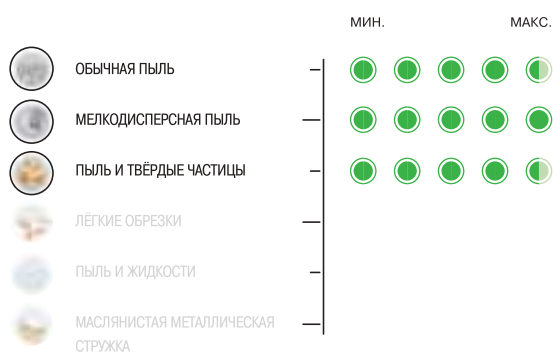 МИН. МАКС.
ОБЫЧНАЯ ПЫЛЬ
МЕЛКОДИСПЕРСНАЯ ПЫЛЬ
ПЫЛЬ И ТВЁРДЫЕ ЧАСТИЦЫ
ЛЁГКИЕ ОБРЕЗКИ
ПЫЛЬ И ЖИДКОСТИ
МАСЛЯНИСТАЯ МЕТАЛЛИЧЕСКАЯ
СТРУЖКА